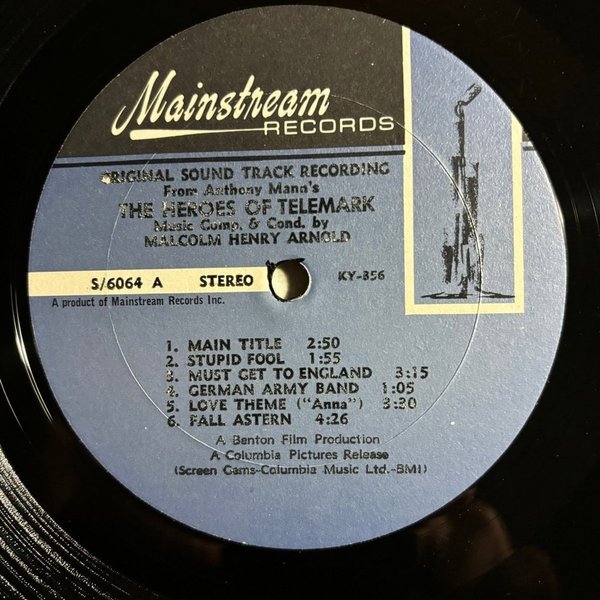 Mainstream
RECORDS
ORIGINAL SOUND TRACK RECORDING
From Anthony Mann's
THE HEROES OF TELEMARK
Music Comp. & Cond. by
MALCOLM HENRY ARNOLD
S/6064 A STEREO KY-356
A product of Mainstream Records Inc.
1. MAIN TITLE 2:50
2. STUPID FOOL 1:55
3. MUST GET TO ENGLAND 3:15
4. GERMAN ARMY BAND 1:05
5. LOVE THEME ("Anna") 3:30
6. FALL ASTERN 4:26
A Benton Film Production
A Columbia Pictures Release
(Screen Gems-Columbia Music Ltd.-BMI)